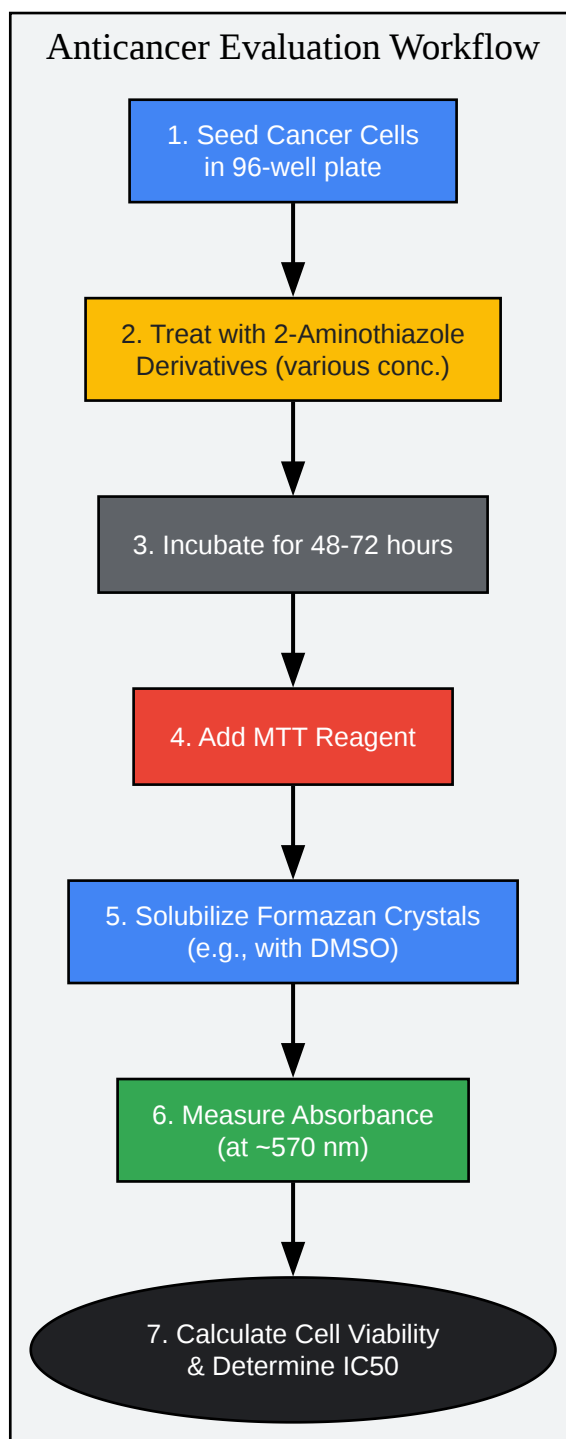 Anticancer Evaluation Workflow
1. Seed Cancer Cells
in 96-well plate
2. Treat with 2-Aminothiazole
Derivatives (various conc.)
3. Incubate for 48-72 hours
4. Add MTT Reagent
5. Solubilize Formazan Crystals
(e.g., with DMSO)
6. Measure Absorbance
(at ~570 nm)
7. Calculate Cell Viability
& Determine IC50